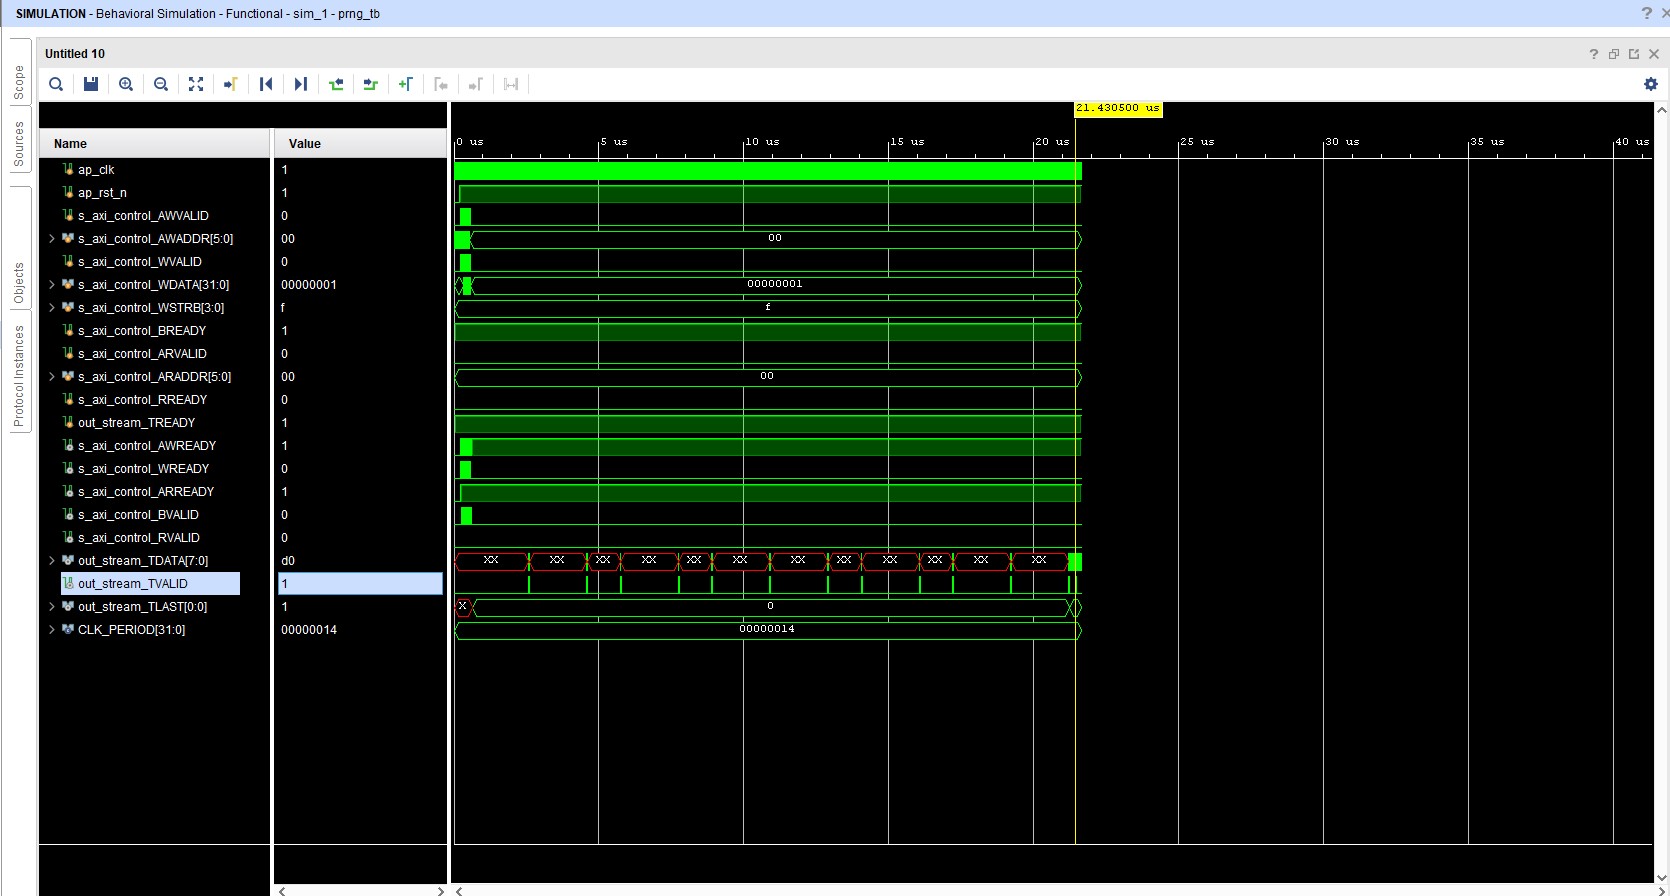 SIMULATION - Behavioral Simulation - Functional - sim_1 - prng_tb
Untitled 10
Scope
Sources
Objects
Protocol Instances
21.430500 us
Name Value
0 us 5 us 10 us 15 us 20 us 25 us 30 us 35 us 40 us
ap_clk 1
ap_rst_n 1
s_axi_control_AWVALID 0
s_axi_control_AWADDR[5:0] 00 00
s_axi_control_WVALID 0
s_axi_control_WDATA[31:0] 00000001 00000001
s_axi_control_WSTRB[3:0] f f
s_axi_control_BREADY 1
s_axi_control_ARVALID 0
s_axi_control_ARADDR[5:0] 00 00
s_axi_control_RREADY 0
out_stream_TREADY 1
s_axi_control_AWREADY 1
s_axi_control_WREADY 0
s_axi_control_ARREADY 1
s_axi_control_BVALID 0
s_axi_control_RVALID 0
out_stream_TDATA[7:0] d0 XX XX XX XX XX XX XX XX XX XX XX XX
out_stream_TVALID 1
out_stream_TLAST[0:0] 1 X 0
CLK_PERIOD[31:0] 00000014 00000014